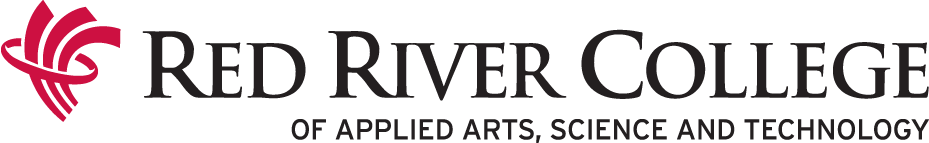 RED RIVER COLLEGE
OF APPLIED ARTS, SCIENCE AND TECHNOLOGY